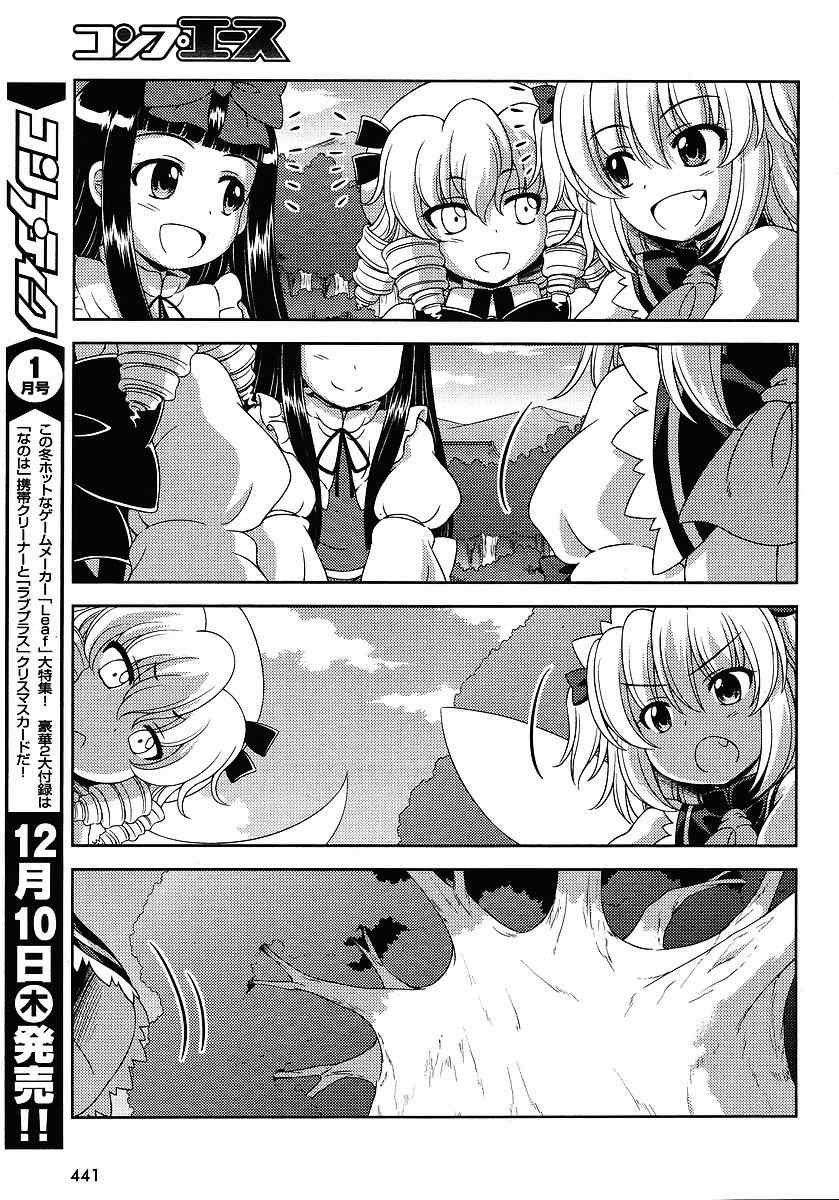 コンプエース
コンプティーク
1
月号
この冬ホットなゲームメーカー「Leaf」大特集！ 豪華2大付録は
「なのは」携帯クリーナーと「ラブプラス」クリスマスカードだ！
12月10日㊍発売!!
441